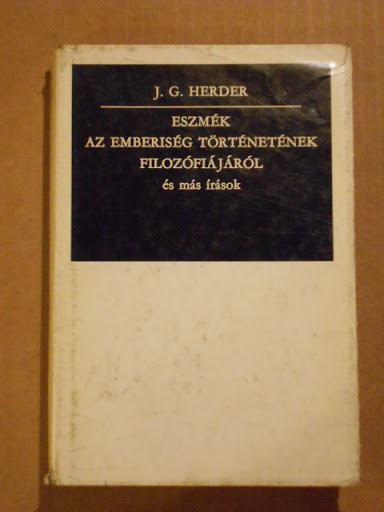 J. G. HERDER
ESZMÉK
AZ EMBERISÉG TÖRTÉNETÉNEK
FILOZÓFIÁJÁRÓL
és más írások